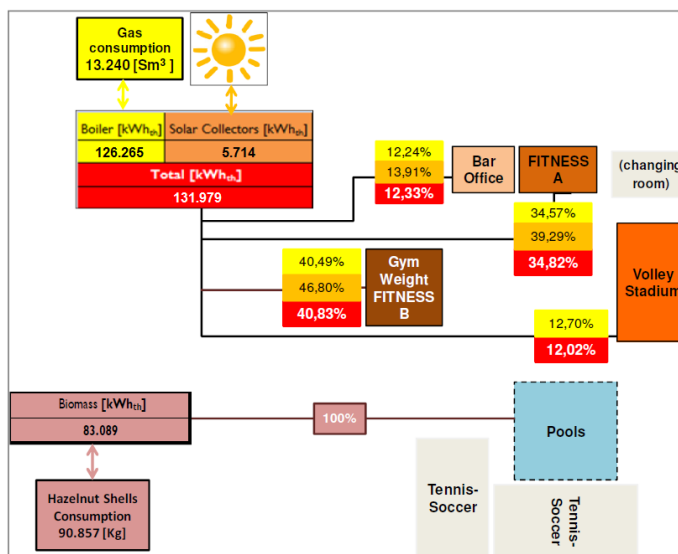 Gas
consumption
13.240 [Sm³ ]
Boiler [kWhth]
Solar Collectors [kWhth]
126.265
5.714
Total [kWhth]
131.979
12,24%
13,91%
12,33%
Bar
Office
FITNESS
A
(changing
room)
34,57%
39,29%
34,82%
40,49%
46,80%
40,83%
Gym
Weight
FITNESS
B
Volley
Stadium
12,70%
12,02%
Biomass [kWhth]
83.089
100%
Pools
Hazelnut Shells
Consumption
90.857 [Kg]
Tennis-
Soccer
Tennis-
Soccer